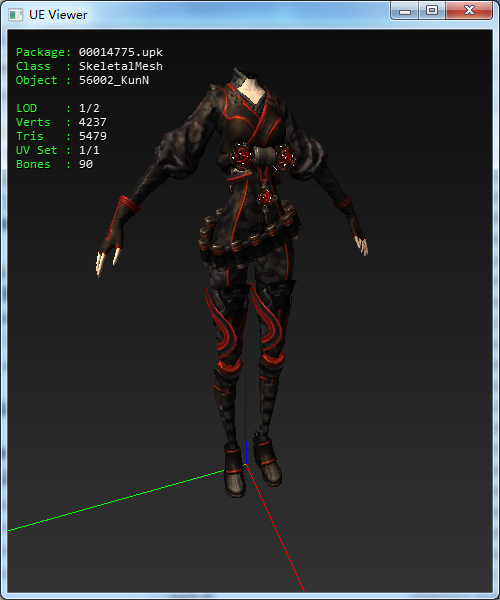 UE Viewer
Package: 00014775.upk
Class : SkeletalMesh
Object : 56002_KunN
LOD : 1/2
Verts : 4237
Tris : 5479
UV Set : 1/1
Bones : 90